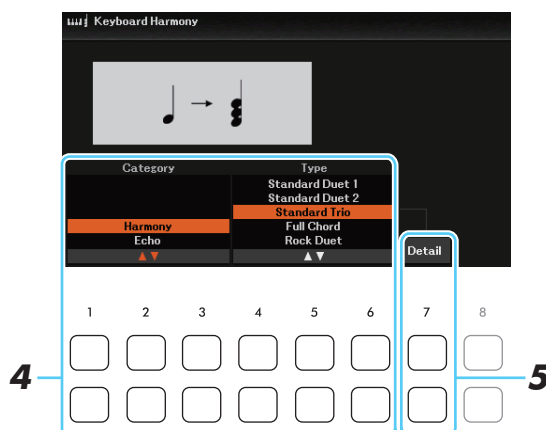 Keyboard Harmony
Category Type
Standard Duet 1
Standard Duet 2
Standard Trio
Harmony Full Chord
Echo Rock Duet
Detail
1 2 3 4 5 6 7 8
4 5